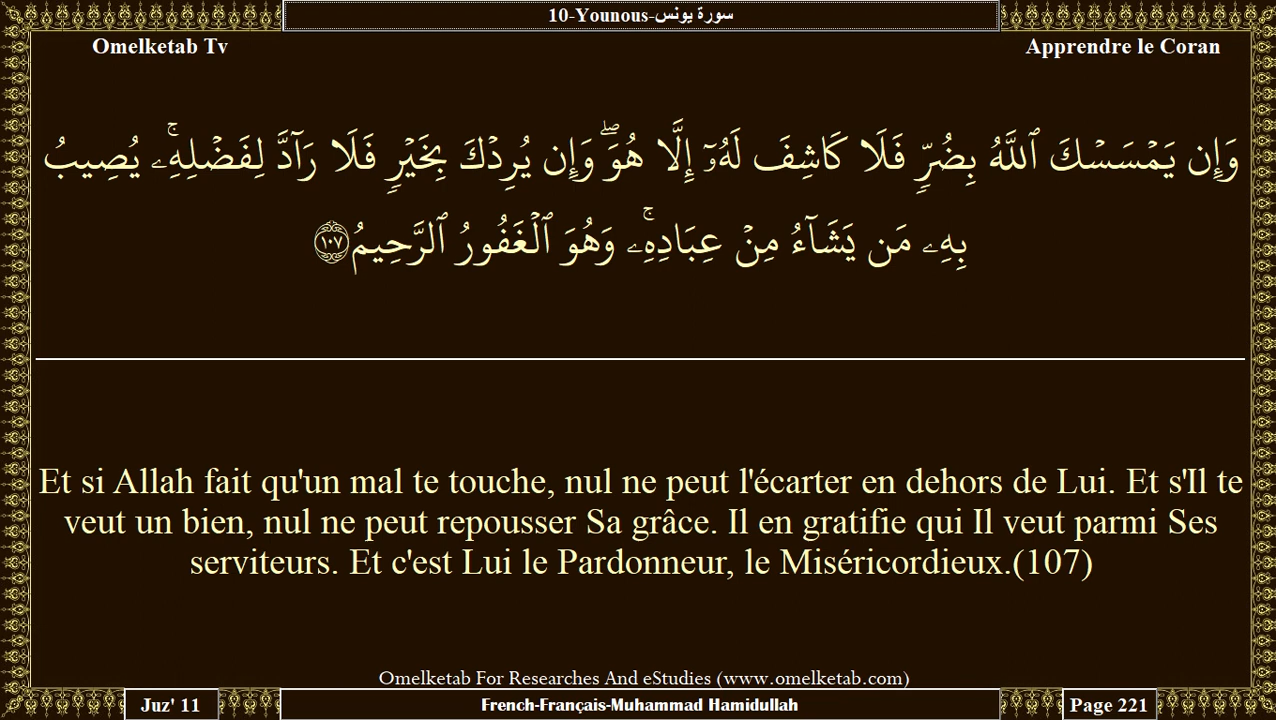 10-Younous-سورة يونس
Omelketab Tv
Apprendre le Coran
وَإِن يَمۡسَسۡكَ ٱللَّهُ بِضُرّٖ فَلَا كَاشِفَ لَهُۥٓ إِلَّا هُوَۖ وَإِن يُرِدۡكَ بِخَيۡرٖ فَلَا رَآدَّ لِفَضۡلِهِۦۚ يُصِيبُ
بِهِۦ مَن يَشَآءُ مِنۡ عِبَادِهِۦۚ وَهُوَ ٱلۡغَفُورُ ٱلرَّحِيمُ ١٠٧
Et si Allah fait qu'un mal te touche, nul ne peut l'écarter en dehors de Lui. Et s'Il te
veut un bien, nul ne peut repousser Sa grâce. Il en gratifie qui Il veut parmi Ses
serviteurs. Et c'est Lui le Pardonneur, le Miséricordieux.(107)
Omelketab For Researches And eStudies (www.omelketab.com)
Juz' 11
French-Français-Muhammad Hamidullah
Page 221